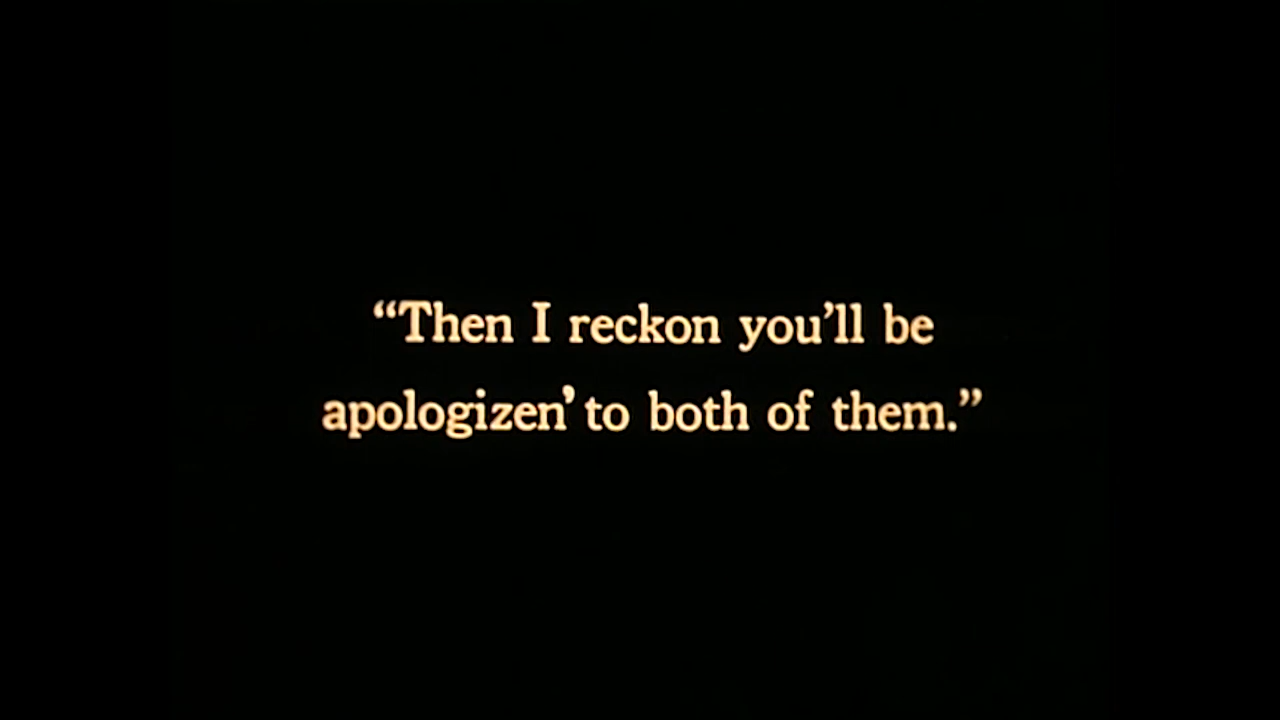 “Then I reckon you’ll be
apologizen’ to both of them.”